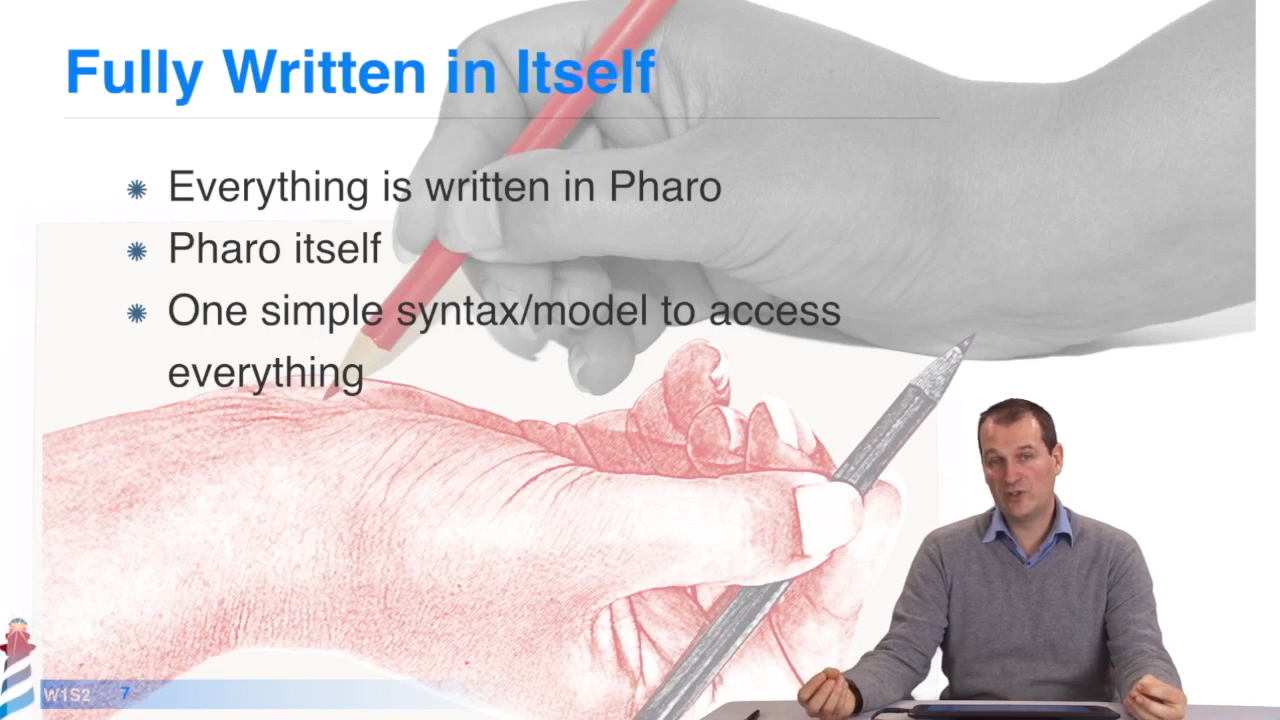 Fully Written in Itself
Everything is written in Pharo
Pharo itself
One simple syntax/model to access
everything
W1S2 7